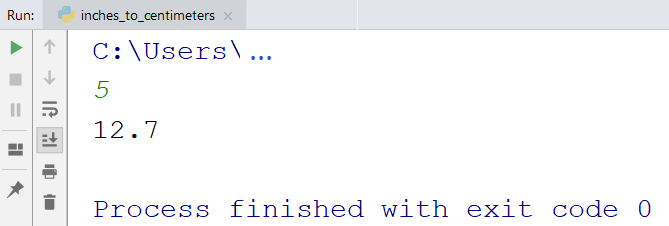 Run: inches_to_centimeters ×
C:\Users\ ...
5
12.7
Process finished with exit code 0